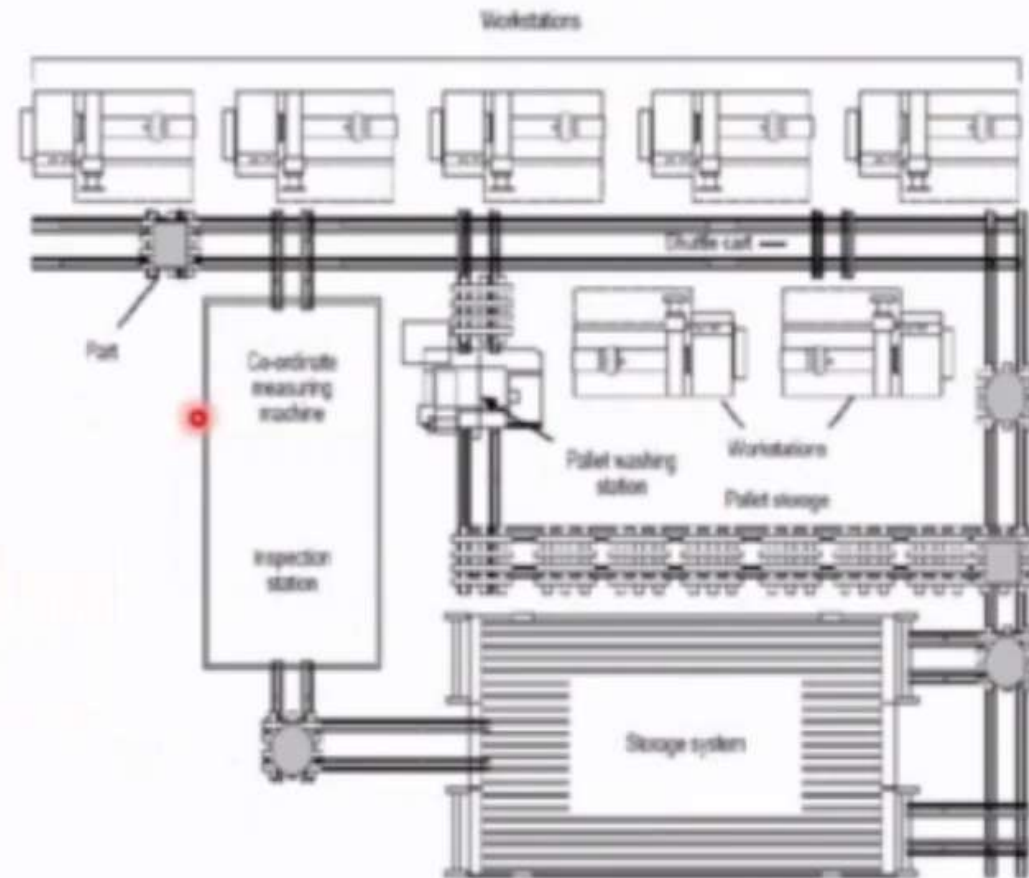 Workstations
Shuttle cart
Part
Co-ordinate
measuring
machine
Pallet washing
station
Workstations
Pallet storage
Inspection
station
Storage system